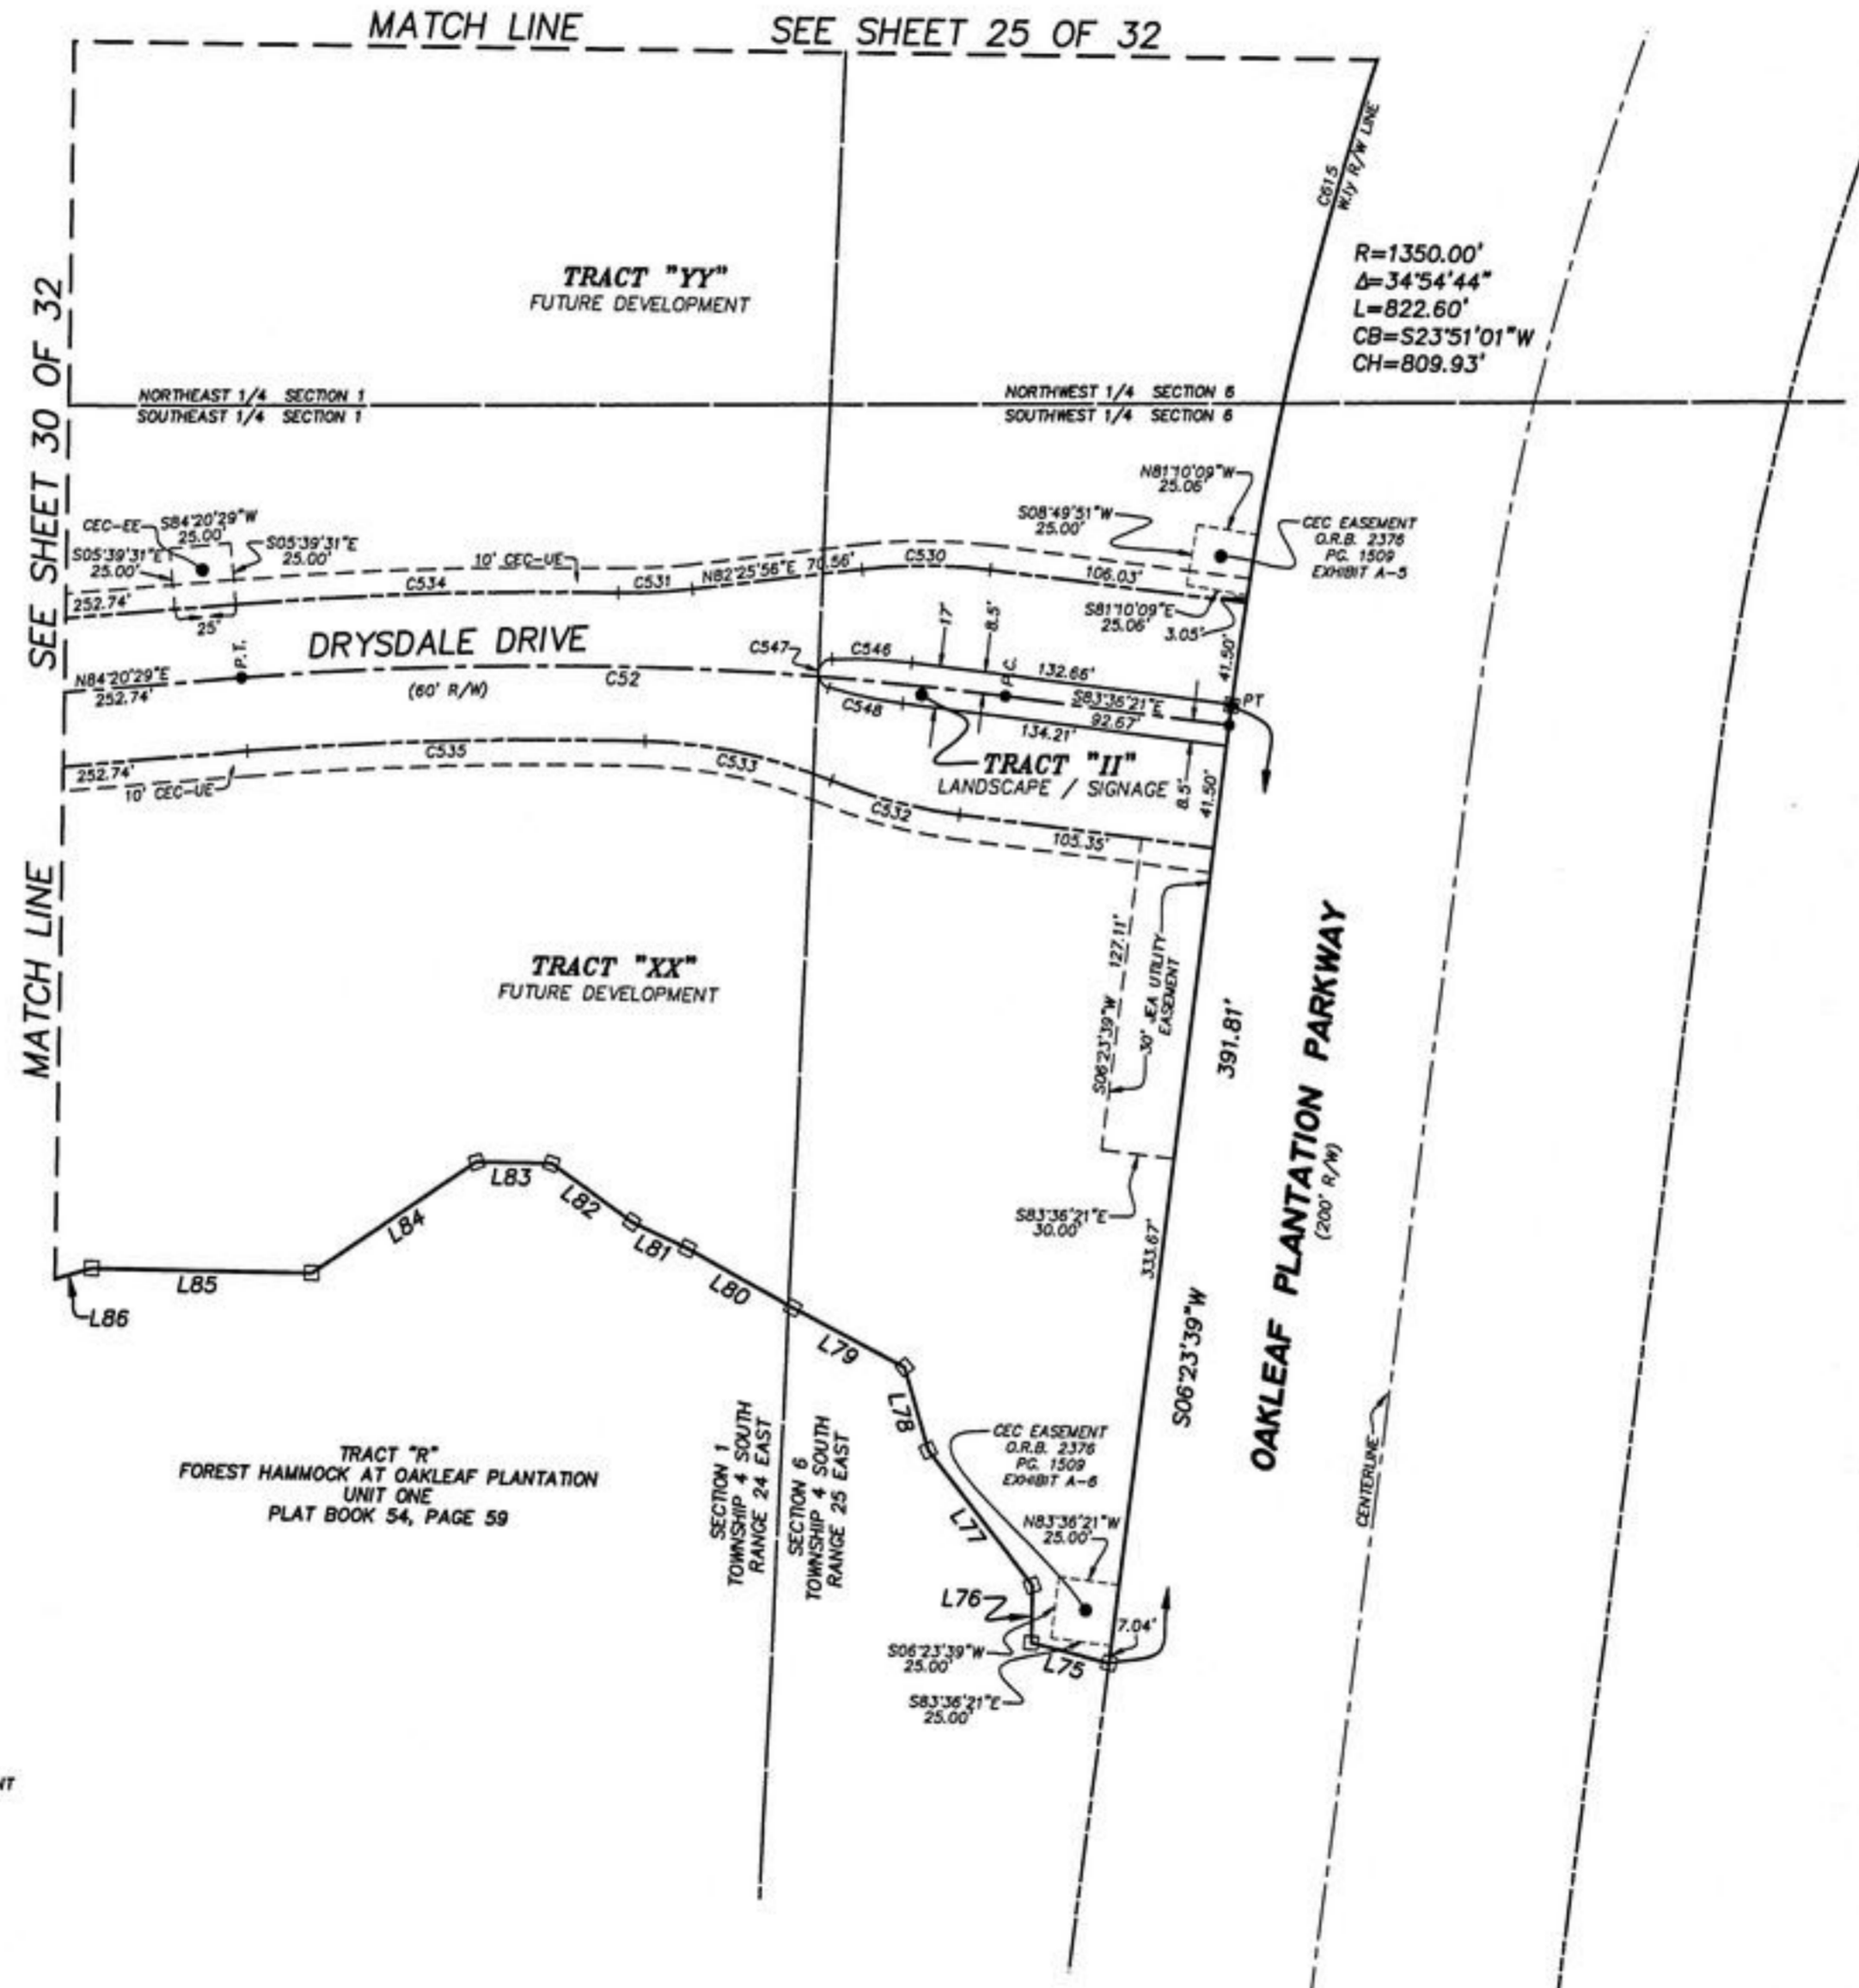 MATCH LINE SEE SHEET 25 OF 32
C615
W.ly R/W LINE
R=1350.00'
Δ=34°54'44"
L=822.60'
CB=S23°51'01"W
CH=809.93'
TRACT "YY"
FUTURE DEVELOPMENT
SEE SHEET 30 OF 32
NORTHEAST 1/4 SECTION 1
SOUTHEAST 1/4 SECTION 1
NORTHWEST 1/4 SECTION 6
SOUTHWEST 1/4 SECTION 6
N81°10'09"W
25.06'
S08°49'51"W
25.00'
CEC EASEMENT
O.R.B. 2376
PG. 1509
EXHIBIT A-5
CEC-EE
S84°20'29"W
25.00'
S05°39'31"E
25.00'
S05°39'31"E
25.00'
10' CEC-UE
C534
C531
N82°25'56"E 70.56'
C530
106.03'
252.74'
25'
S81°10'09"E
25.06'
3.05'
41.50'
DRYSDALE DRIVE
(60' R/W)
P.T.
N84°20'29"E
252.74'
C52
C547
C546
17'
8.5'
P.C.
132.66'
S83°36'21"E
92.67'
134.21'
C548
PT
TRACT "II"
LANDSCAPE / SIGNAGE
8.5'
41.50'
252.74'
10' CEC-UE
C535
C533
C532
105.35'
MATCH LINE
TRACT "XX"
FUTURE DEVELOPMENT
S06°23'39"W 127.11'
30' JEA UTILITY
EASEMENT
391.81'
OAKLEAF PLANTATION PARKWAY
(200' R/W)
S83°36'21"E
30.00'
333.67'
S06°23'39"W
CENTERLINE
L83
L82
L84
L81
L85
L80
L86
L79
L78
TRACT "R"
FOREST HAMMOCK AT OAKLEAF PLANTATION
UNIT ONE
PLAT BOOK 54, PAGE 59
SECTION 1
TOWNSHIP 4 SOUTH
RANGE 24 EAST
SECTION 6
TOWNSHIP 4 SOUTH
RANGE 25 EAST
CEC EASEMENT
O.R.B. 2376
PG. 1509
EXHIBIT A-6
N83°36'21"W
25.00'
L77
L76
7.04'
S06°23'39"W
25.00'
L75
S83°36'21"E
25.00'